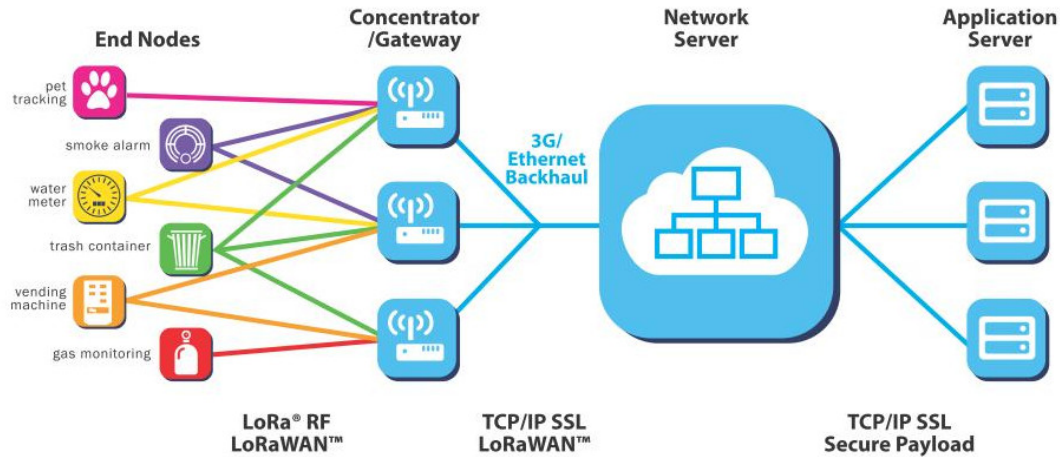 End Nodes
Concentrator
/Gateway
Network
Server
Application
Server
pet
tracking
smoke alarm
water
meter
trash container
vending
machine
gas monitoring
3G/
Ethernet
Backhaul
LoRa® RF
LoRaWAN™
TCP/IP SSL
LoRaWAN™
TCP/IP SSL
Secure Payload